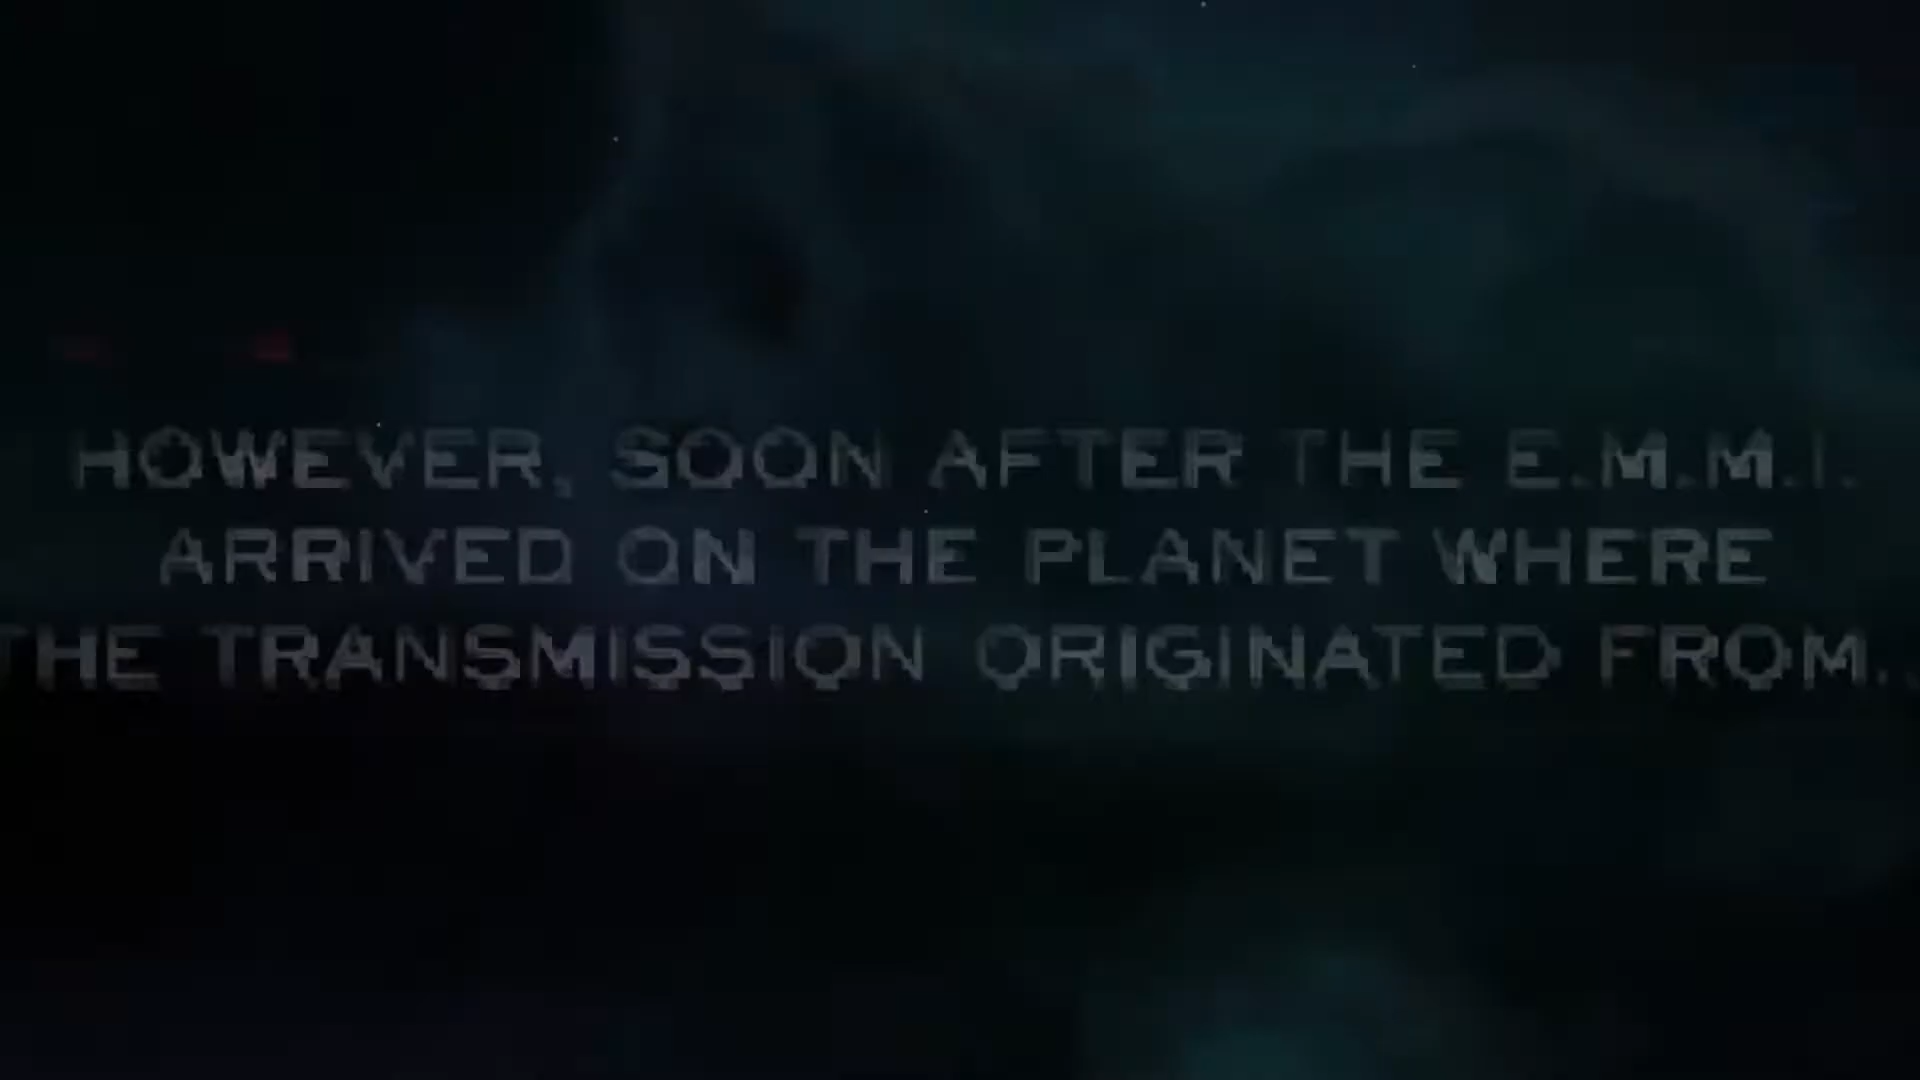 HOWEVER, SOON AFTER THE E.M.M.I.
ARRIVED ON THE PLANET WHERE
THE TRANSMISSION ORIGINATED FROM..